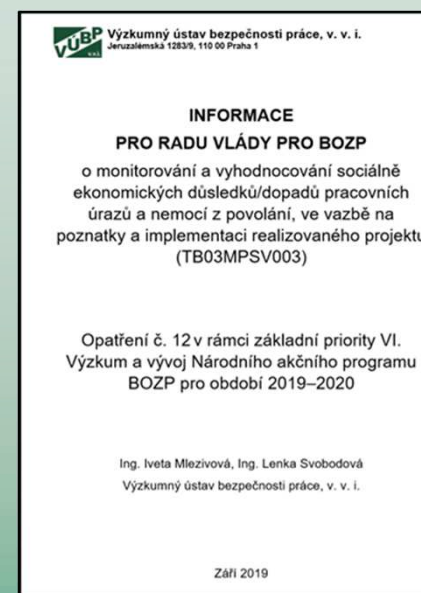 VÚBP
v.v.i.
Výzkumný ústav bezpečnosti práce, v. v. i.
Jeruzalémská 1283/9, 110 00 Praha 1
INFORMACE
PRO RADU VLÁDY PRO BOZP
o monitorování a vyhodnocování sociálně
ekonomických důsledků/dopadů pracovních
úrazů a nemocí z povolání, ve vazbě na
poznatky a implementaci realizovaného projektu
(TB03MPSV003)
Opatření č. 12 v rámci základní priority VI.
Výzkum a vývoj Národního akčního programu
BOZP pro období 2019–2020
Ing. Iveta Mlezivová, Ing. Lenka Svobodová
Výzkumný ústav bezpečnosti práce, v. v. i.
Září 2019